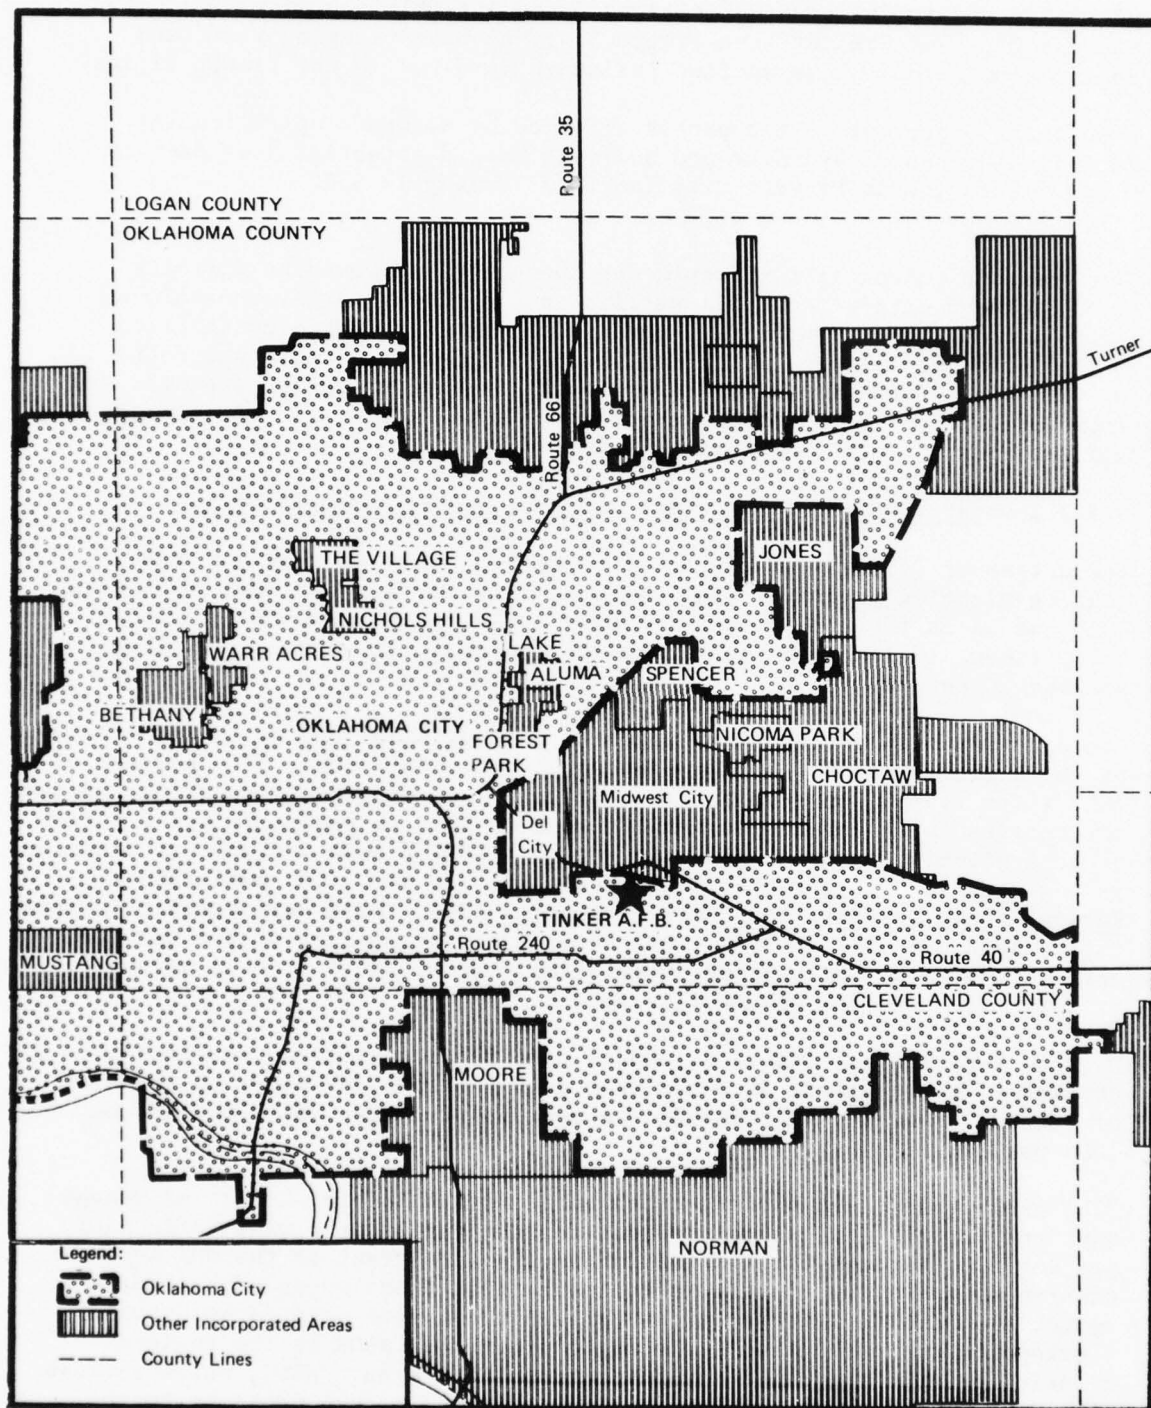 Route 35
LOGAN COUNTY
OKLAHOMA COUNTY
Turner
Route 66
JONES
THE VILLAGE
NICHOLS HILLS
WARR ACRES
LAKE
ALUMA
SPENCER
BETHANY
OKLAHOMA CITY
FOREST
PARK
NICOMA PARK
CHOCTAW
Midwest City
Del
City
TINKER A.F.B.
Route 240
Route 40
MUSTANG
CLEVELAND COUNTY
MOORE
NORMAN
Legend:
Oklahoma City
Other Incorporated Areas
County Lines